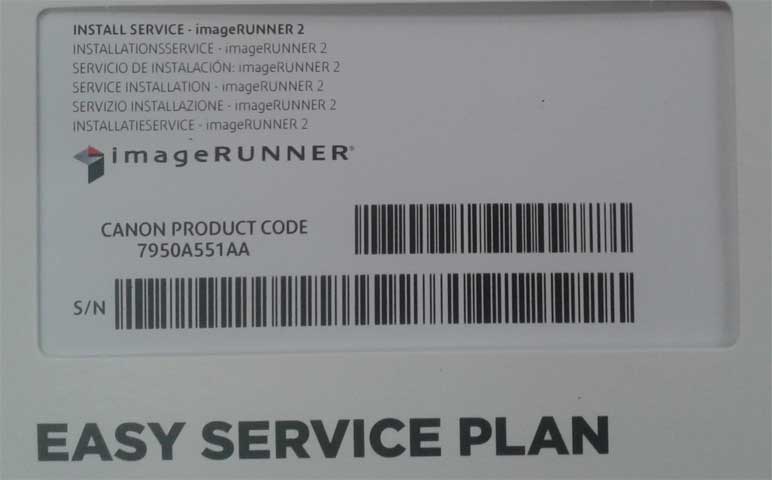 INSTALL SERVICE - imageRUNNER 2
INSTALLATIONSSERVICE - imageRUNNER 2
SERVICIO DE INSTALACIÓN: imageRUNNER 2
SERVICE INSTALLATION - imageRUNNER 2
SERVIZIO INSTALLAZIONE - imageRUNNER 2
INSTALLATIESERVICE - imageRUNNER 2
imageRUNNER®
CANON PRODUCT CODE
7950A551AA
S/N
EASY SERVICE PLAN